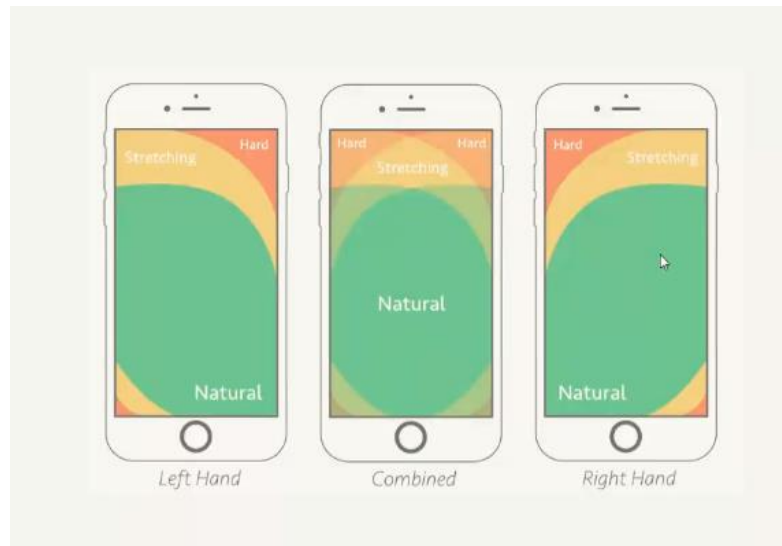 Hard
Stretching
Natural
Left Hand
Hard
Hard
Stretching
Natural
Combined
Hard
Stretching
Natural
Right Hand